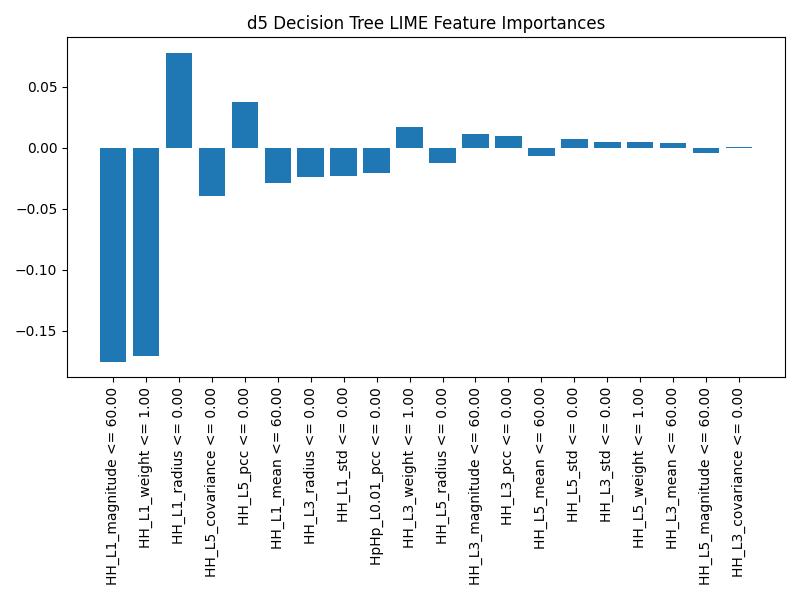 d5 Decision Tree LIME Feature Importances
0.05
0.00
−0.05
−0.10
−0.15
HH_L1_magnitude <= 60.00
HH_L1_weight <= 1.00
HH_L1_radius <= 0.00
HH_L5_covariance <= 0.00
HH_L5_pcc <= 0.00
HH_L1_mean <= 60.00
HH_L3_radius <= 0.00
HH_L1_std <= 0.00
HpHp_L0.01_pcc <= 0.00
HH_L3_weight <= 1.00
HH_L5_radius <= 0.00
HH_L3_magnitude <= 60.00
HH_L3_pcc <= 0.00
HH_L5_mean <= 60.00
HH_L5_std <= 0.00
HH_L3_std <= 0.00
HH_L5_weight <= 1.00
HH_L3_mean <= 60.00
HH_L5_magnitude <= 60.00
HH_L3_covariance <= 0.00